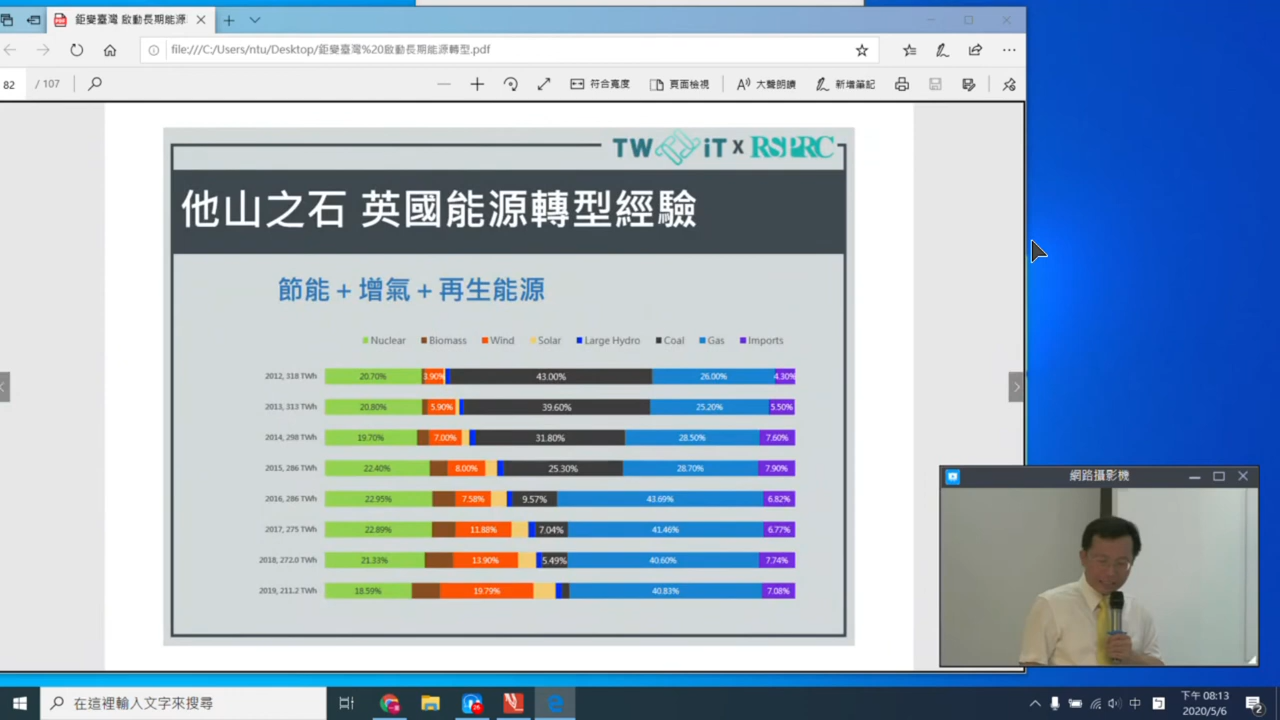 鉅變臺灣 啟動長期能源
file:///C:/Users/ntu/Desktop/鉅變臺灣%20啟動長期能源轉型.pdf
82 / 107
符合寬度
頁面檢視
大聲朗讀
新增筆記
TW iT X RSPRC
他山之石 英國能源轉型經驗
節能+增氣+再生能源
Nuclear Biomass Wind Solar Large Hydro Coal Gas Imports
2012, 318 TWh 20.70% 3.90% 43.00% 26.00% 4.30%
2013, 313 TWh 20.80% 5.90% 39.60% 25.20% 5.50%
2014, 298 TWh 19.70% 7.00% 31.80% 28.50% 7.60%
2015, 286 TWh 22.40% 8.00% 25.30% 28.70% 7.90%
2016, 286 TWh 22.95% 7.58% 9.57% 43.69% 6.82%
2017, 275 TWh 22.89% 11.88% 7.04% 41.46% 6.77%
2018, 272.0 TWh 21.33% 13.90% 5.49% 40.60% 7.74%
2019, 211.2 TWh 18.59% 19.79% 40.83% 7.08%
網路攝影機
在這裡輸入文字來搜尋
中
下午 08:13
2020/5/6
2